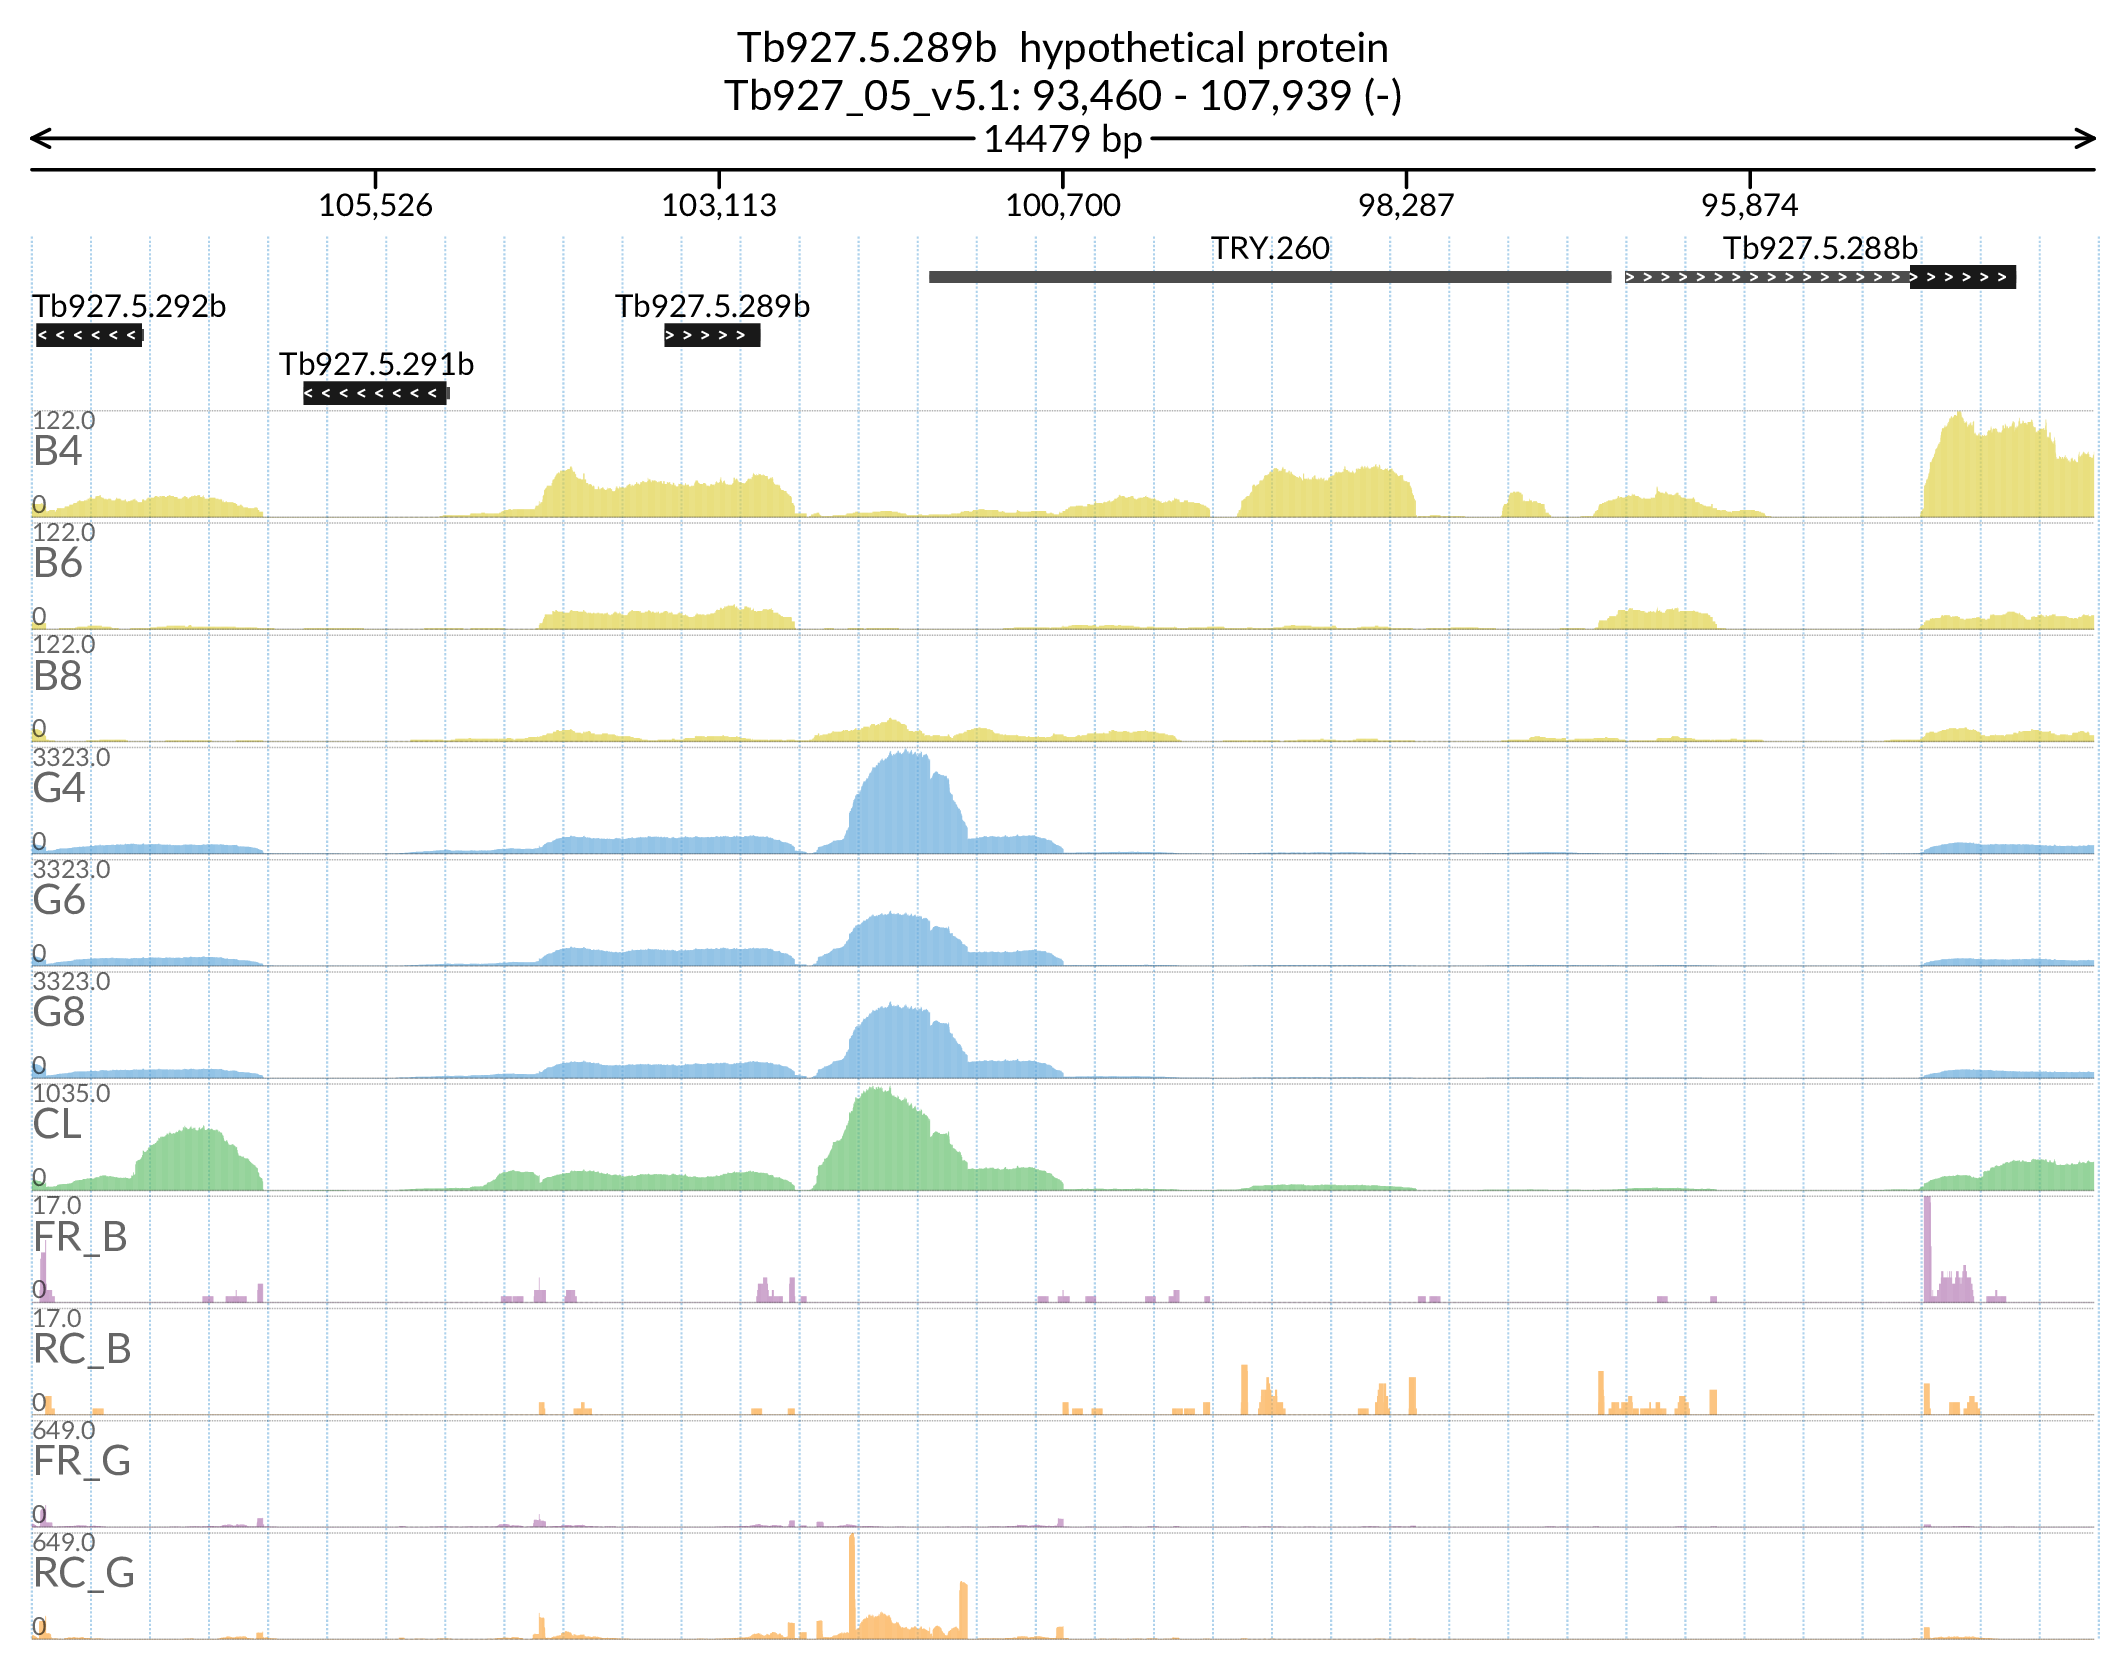 Tb927.5.289b hypothetical protein
Tb927_05_v5.1: 93,460 - 107,939 (-)
14479 bp
105,526 103,113 100,700 98,287 95,874
TRY.260 Tb927.5.288b
Tb927.5.292b Tb927.5.289b
Tb927.5.291b
122.0
B4
0
122.0
B6
0
122.0
B8
0
3323.0
G4
0
3323.0
G6
0
3323.0
G8
0
1035.0
CL
0
17.0
FR_B
0
17.0
RC_B
0
649.0
FR_G
0
649.0
RC_G
0